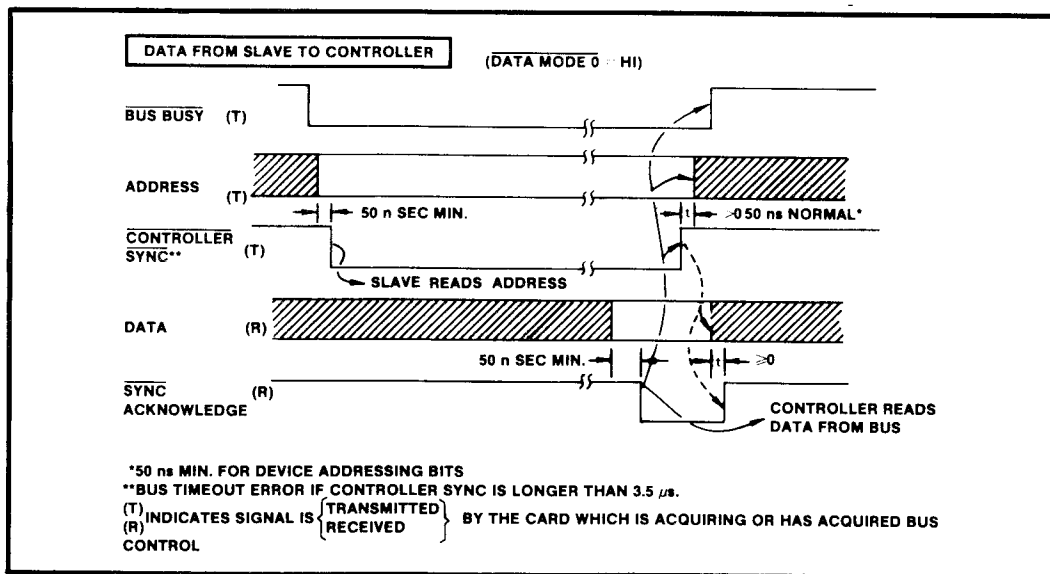 DATA FROM SLAVE TO CONTROLLER
(DATA MODE 0 HI)
BUS BUSY (T)
ADDRESS (T)
50 n SEC MIN.
t >050 ns NORMAL*
CONTROLLER
SYNC** (T)
SLAVE READS ADDRESS
DATA (R)
50 n SEC MIN.
t ≥0
SYNC (R)
ACKNOWLEDGE
CONTROLLER READS
DATA FROM BUS
*50 ns MIN. FOR DEVICE ADDRESSING BITS
**BUS TIMEOUT ERROR IF CONTROLLER SYNC IS LONGER THAN 3.5 μs.
(T) INDICATES SIGNAL IS {TRANSMITTED} BY THE CARD WHICH IS ACQUIRING OR HAS ACQUIRED BUS
(R) {RECEIVED}
CONTROL